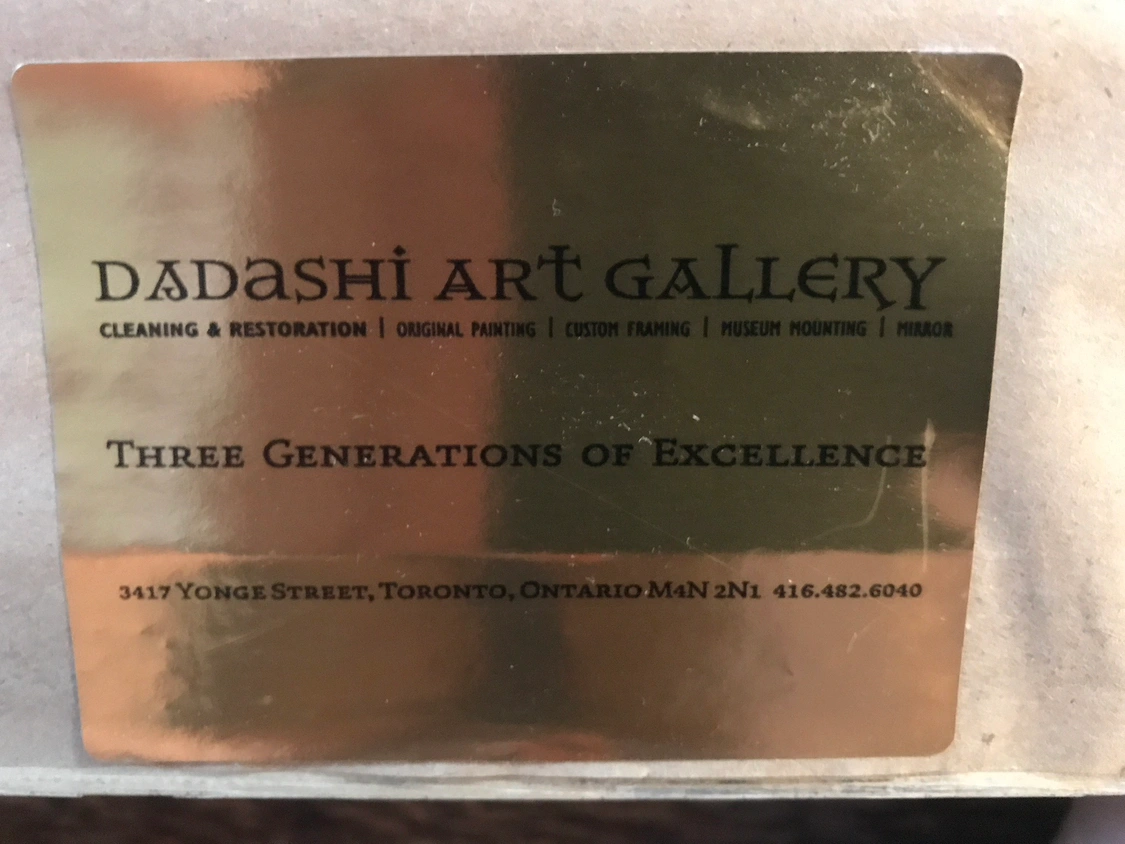 DADASHI ART GALLERY
CLEANING & RESTORATION | ORIGINAL PAINTING | CUSTOM FRAMING | MUSEUM MOUNTING | MIRROR
THREE GENERATIONS OF EXCELLENCE
3417 YONGE STREET, TORONTO, ONTARIO M4N 2N1 416.482.6040